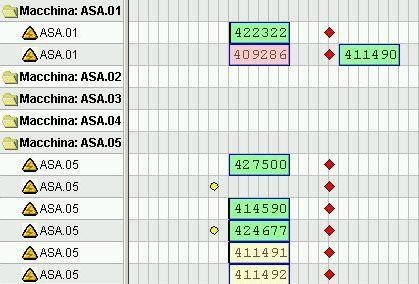 Macchina: ASA.01
ASA.01 422322
ASA.01 409286 411490
Macchina: ASA.02
Macchina: ASA.03
Macchina: ASA.04
Macchina: ASA.05
ASA.05 427500
ASA.05
ASA.05 414590
ASA.05 424677
ASA.05 411491
ASA.05 411492